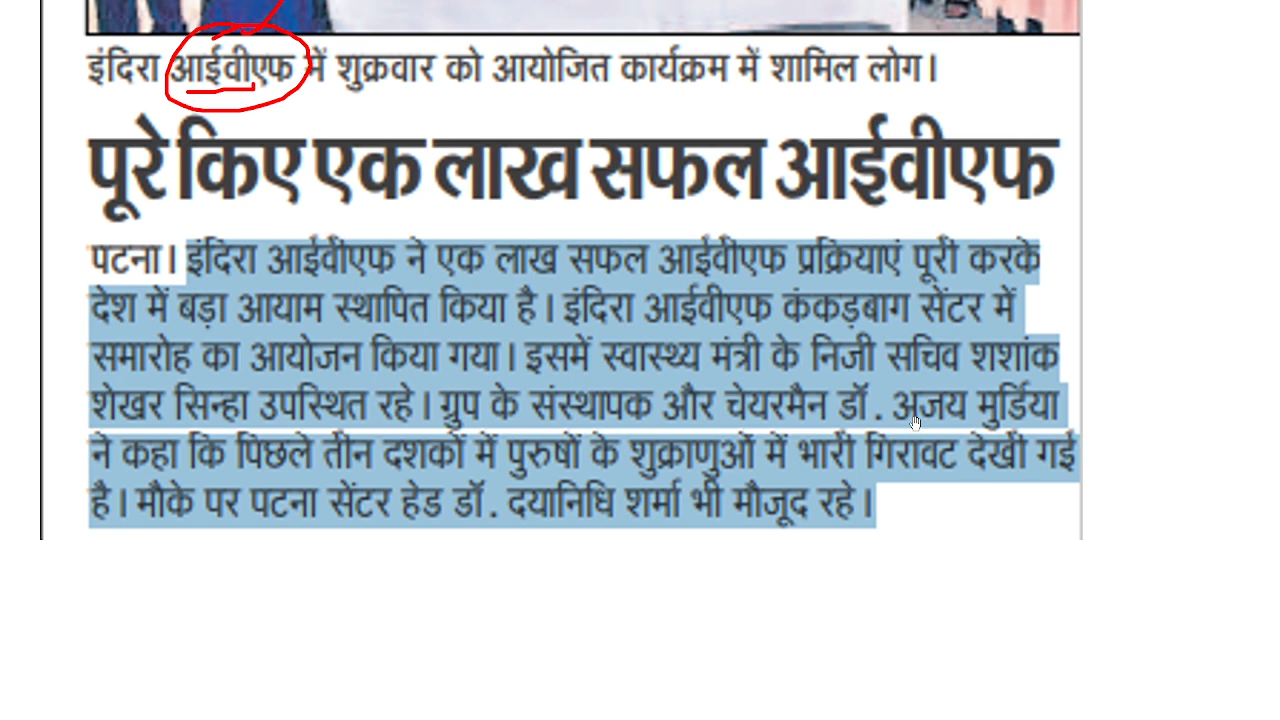 इंदिरा आईवीएफ में शुक्रवार को आयोजित कार्यक्रम में शामिल लोग।
पूरे किए एक लाख सफल आईवीएफ
पटना। इंदिरा आईवीएफ ने एक लाख सफल आईवीएफ प्रक्रियाएं पूरी करके
देश में बड़ा आयाम स्थापित किया है। इंदिरा आईवीएफ कंकड़बाग सेंटर में
समारोह का आयोजन किया गया। इसमें स्वास्थ्य मंत्री के निजी सचिव शशांक
शेखर सिन्हा उपस्थित रहे। ग्रुप के संस्थापक और चेयरमैन डॉ. अजय मुर्डिया
ने कहा कि पिछले तीन दशकों में पुरुषों के शुक्राणुओं में भारी गिरावट देखी गई
है। मौके पर पटना सेंटर हेड डॉ. दयानिधि शर्मा भी मौजूद रहे।